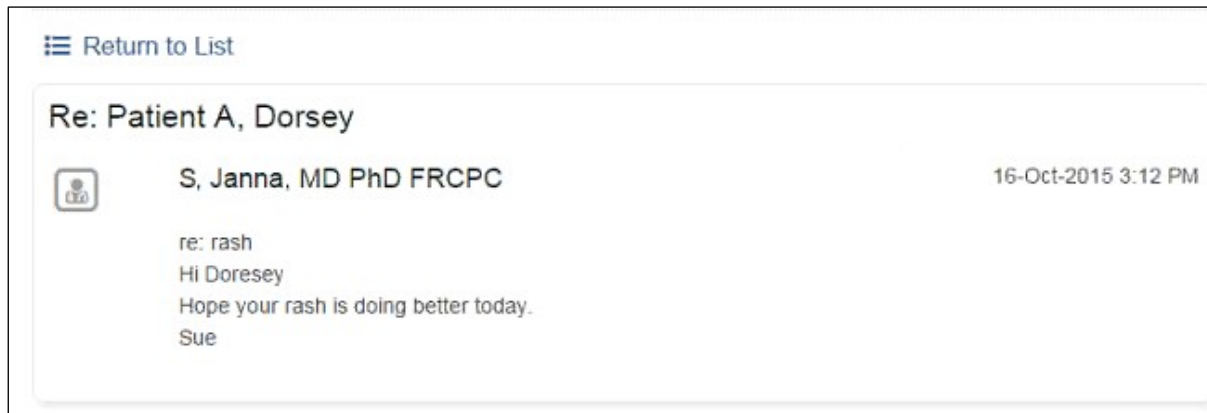 Return to List
Re: Patient A, Dorsey
S, Janna, MD PhD FRCPC 16-Oct-2015 3:12 PM
re: rash
Hi Doresey
Hope your rash is doing better today.
Sue